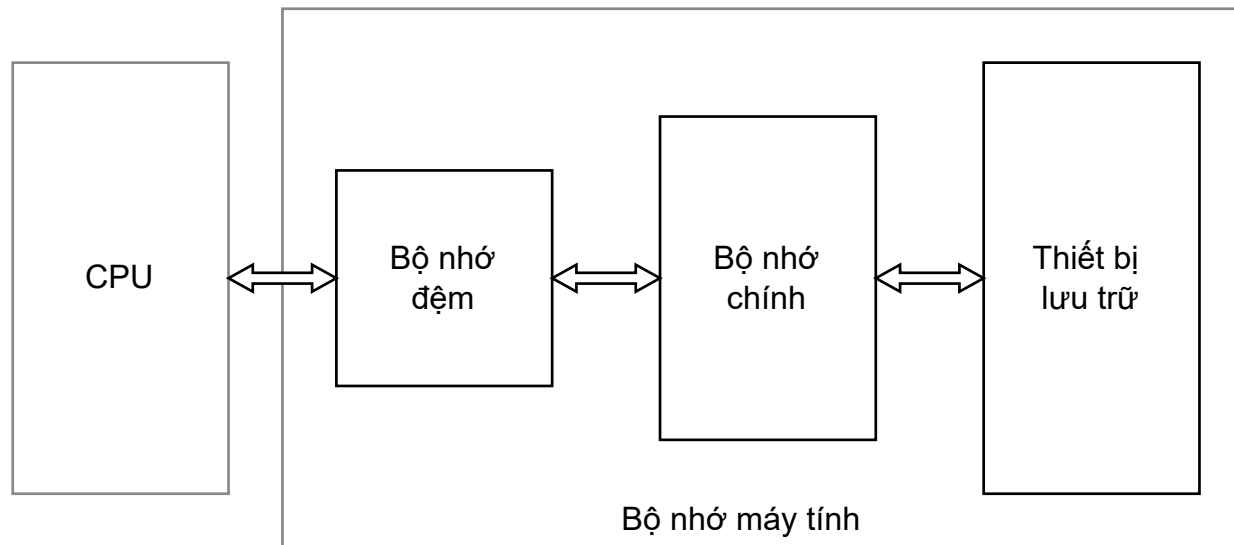 CPU
Bộ nhớ
đệm
Bộ nhớ
chính
Thiết bị
lưu trữ
Bộ nhớ máy tính